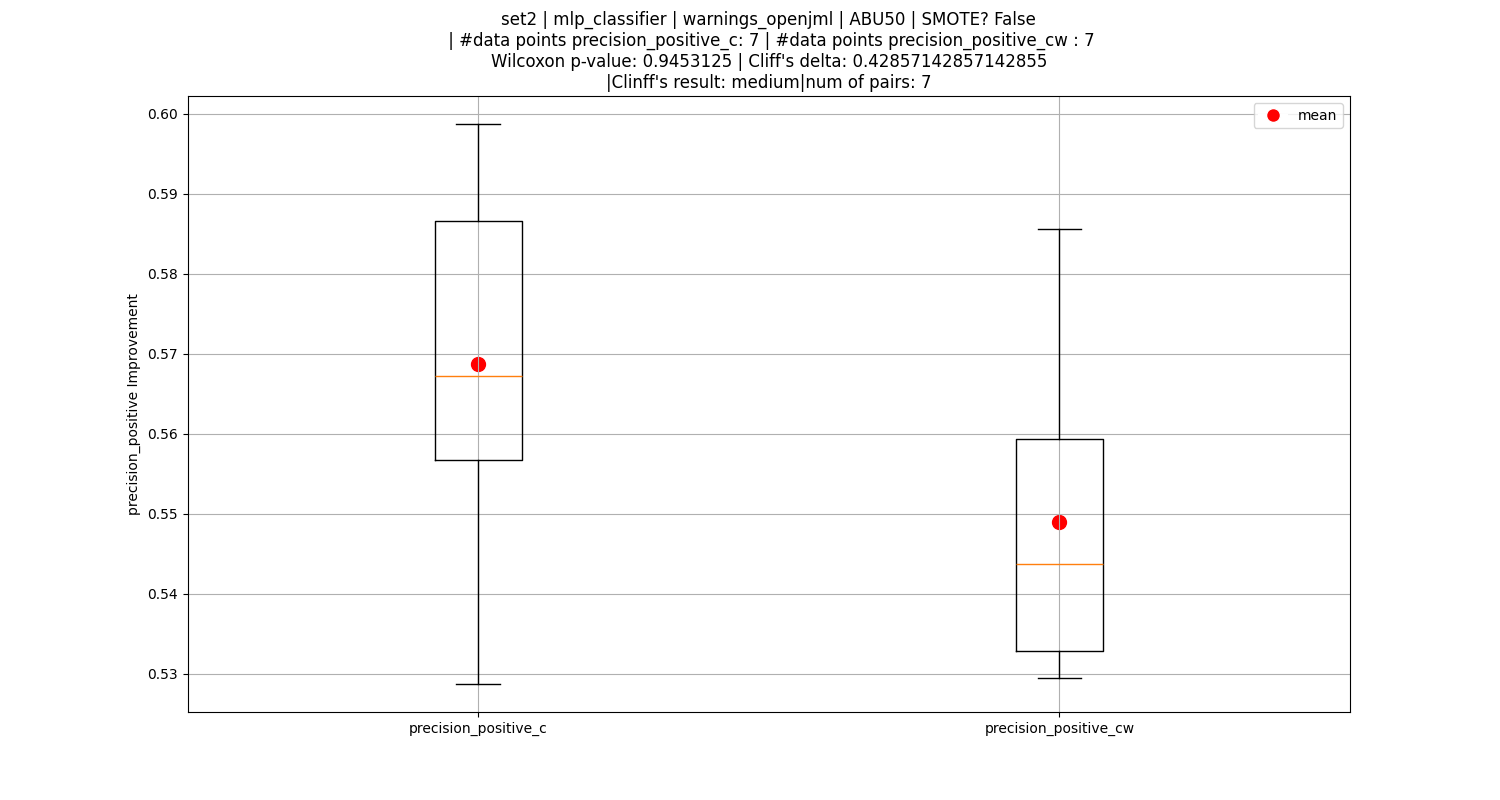 set2 | mlp_classifier | warnings_openjml | ABU50 | SMOTE? False
| #data points precision_positive_c: 7 | #data points precision_positive_cw : 7
Wilcoxon p-value: 0.9453125 | Cliff's delta: 0.42857142857142855
|Clinff's result: medium|num of pairs: 7
mean
0.60
0.59
0.58
0.57
0.56
0.55
0.54
0.53
precision_positive Improvement
precision_positive_c
precision_positive_cw